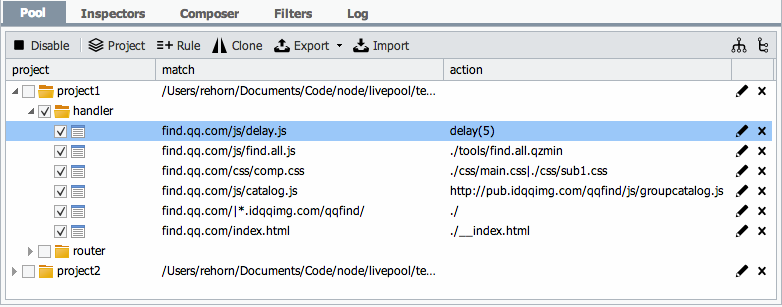 Pool Inspectors Composer Filters Log
Disable Project Rule Clone Export Import
project match action
project1 /Users/rehorn/Documents/Code/node/livepool/te...
handler
find.qq.com/js/delay.js delay(5)
find.qq.com/js/find.all.js ./tools/find.all.qzmin
find.qq.com/css/comp.css ./css/main.css|./css/sub1.css
find.qq.com/js/catalog.js http://pub.idqqimg.com/qqfind/js/groupcatalog.js
find.qq.com/|*.idqqimg.com/qqfind/ ./
find.qq.com/index.html ./__index.html
router
project2 /Users/rehorn/Documents/Code/node/livepool/te...